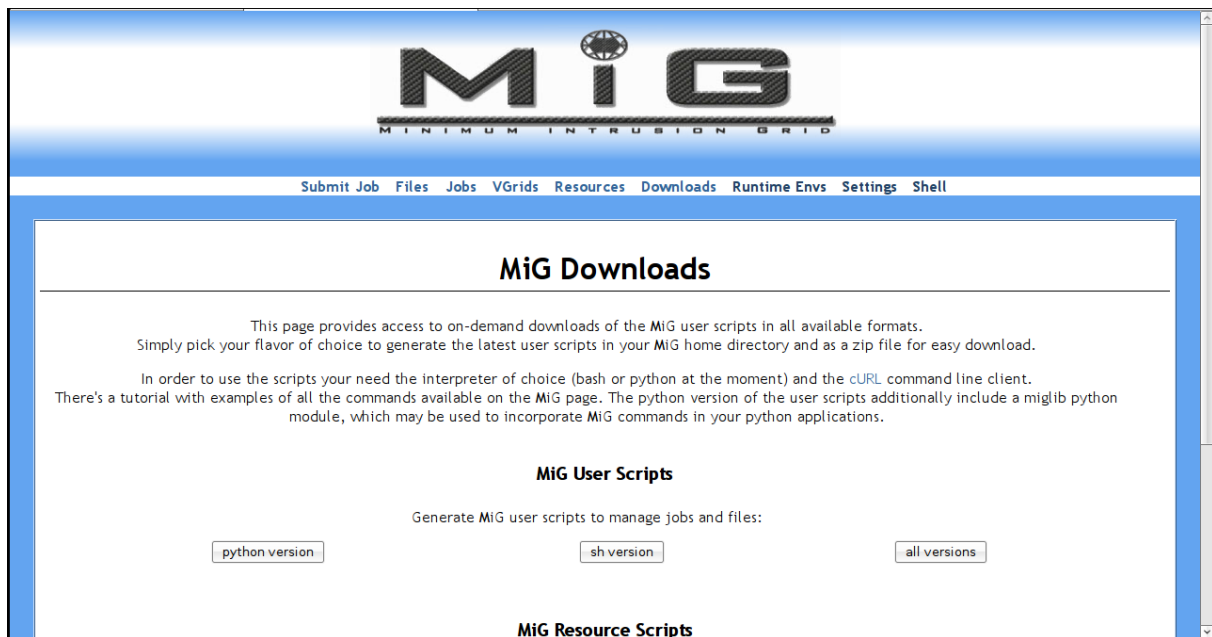 MiG
MINIMUM INTRUSION GRID
Submit Job Files Jobs VGrids Resources Downloads Runtime Envs Settings Shell
MiG Downloads
This page provides access to on-demand downloads of the MiG user scripts in all available formats.
Simply pick your flavor of choice to generate the latest user scripts in your MiG home directory and as a zip file for easy download.
In order to use the scripts your need the interpreter of choice (bash or python at the moment) and the cURL command line client.
There's a tutorial with examples of all the commands available on the MiG page. The python version of the user scripts additionally include a miglib python
module, which may be used to incorporate MiG commands in your python applications.
MiG User Scripts
Generate MiG user scripts to manage jobs and files:
python version sh version all versions
MiG Resource Scripts